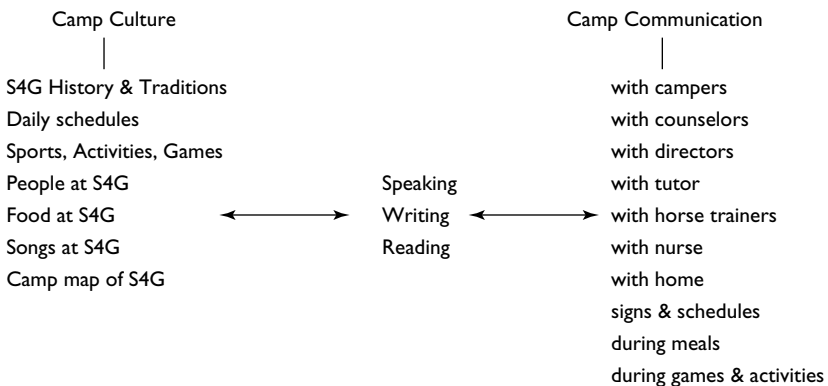 Camp Culture
S4G History & Traditions
Daily schedules
Sports, Activities, Games
People at S4G
Food at S4G
Songs at S4G
Camp map of S4G
Speaking
Writing
Reading
Camp Communication
with campers
with counselors
with directors
with tutor
with horse trainers
with nurse
with home
signs & schedules
during meals
during games & activities